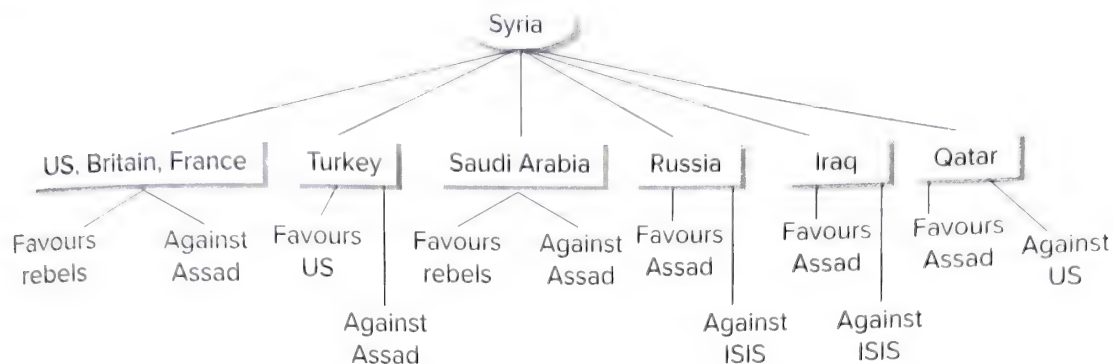 Syria
US, Britain, France
Turkey
Saudi Arabia
Russia
Iraq
Qatar
Favours
rebels
Against
Assad
Favours
US
Against
Assad
Favours
rebels
Against
Assad
Favours
Assad
Against
ISIS
Favours
Assad
Against
ISIS
Favours
Assad
Against
US